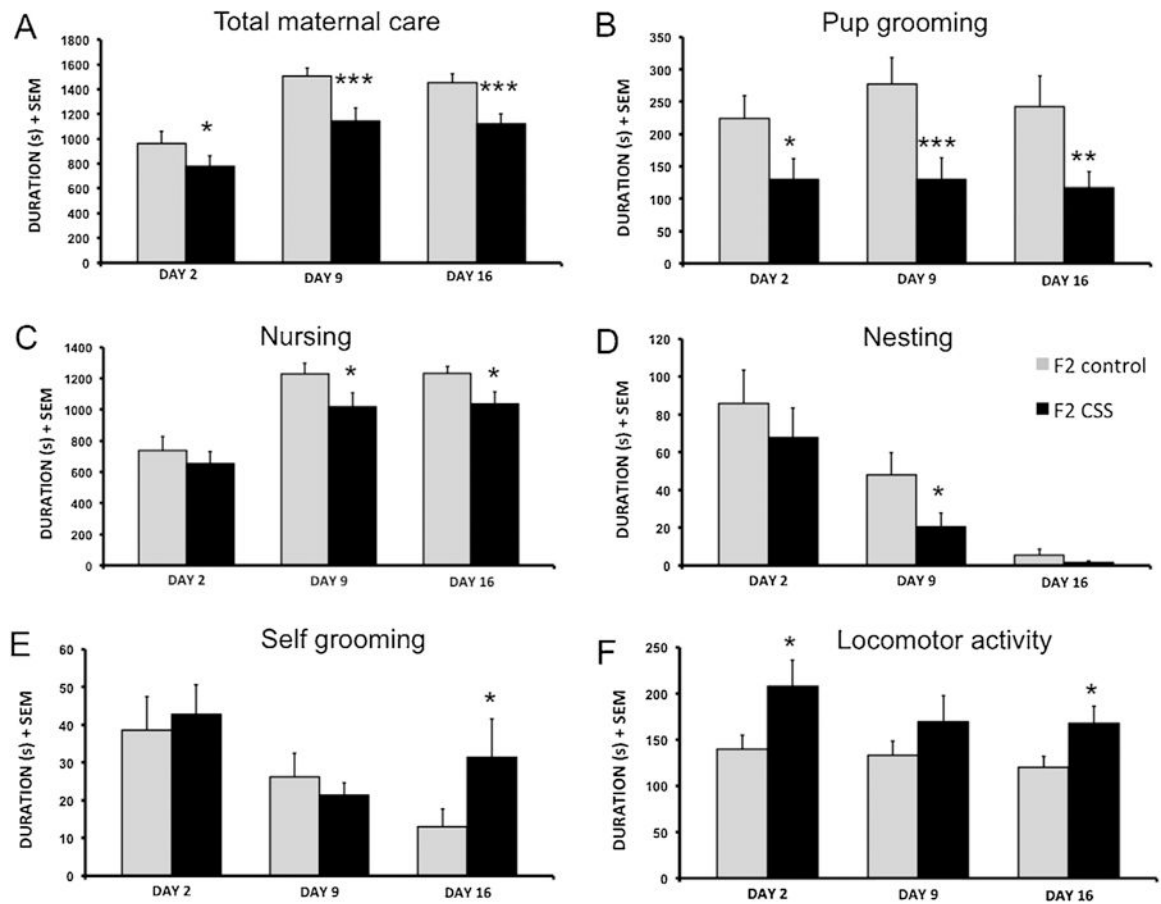 A Total maternal care
DURATION (s) + SEM
1800
1600
1400
1200
1000
800
600
400
200
0
* *** ***
DAY 2 DAY 9 DAY 16
B Pup grooming
DURATION (s) + SEM
350
300
250
200
150
100
50
0
* *** **
DAY 2 DAY 9 DAY 16
C Nursing
DURATION (s) + SEM
1400
1200
1000
800
600
400
200
0
* *
DAY 2 DAY 9 DAY 16
D Nesting
DURATION (s) + SEM
120
100
80
60
40
20
0
*
F2 control
F2 CSS
DAY 2 DAY 9 DAY 16
E Self grooming
DURATION (s) + SEM
60
50
40
30
20
10
0
*
DAY 2 DAY 9 DAY 16
F Locomotor activity
DURATION (s) + SEM
250
200
150
100
50
0
* *
DAY 2 DAY 9 DAY 16